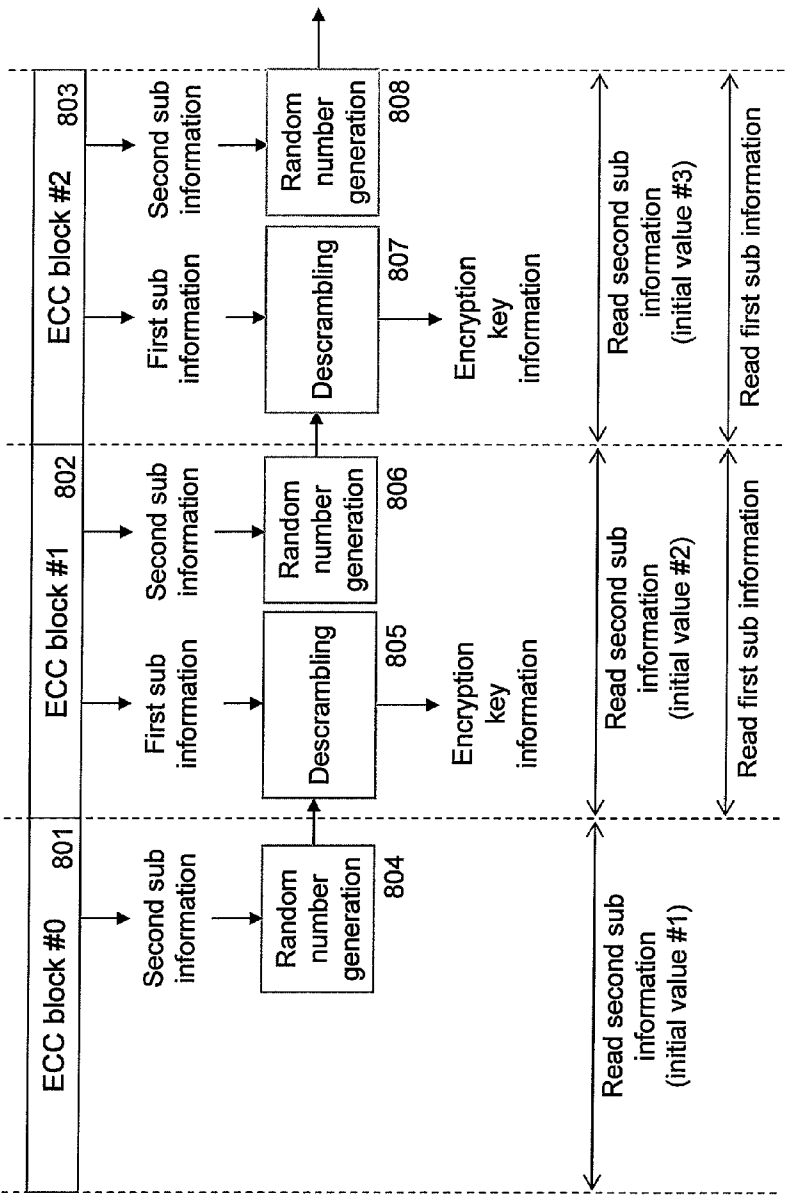 ECC block #0
801
ECC block #1
802
ECC block #2
803
Second sub
information
First sub
information
Second sub
information
First sub
information
Second sub
information
Random
number
generation
804
Descrambling
805
Random
number
generation
806
Descrambling
807
Random
number
generation
808
Encryption
key
information
Encryption
key
information
Read second sub
information
(initial value #1)
Read second sub
information
(initial value #2)
Read second sub
information
(initial value #3)
Read first sub information
Read first sub information